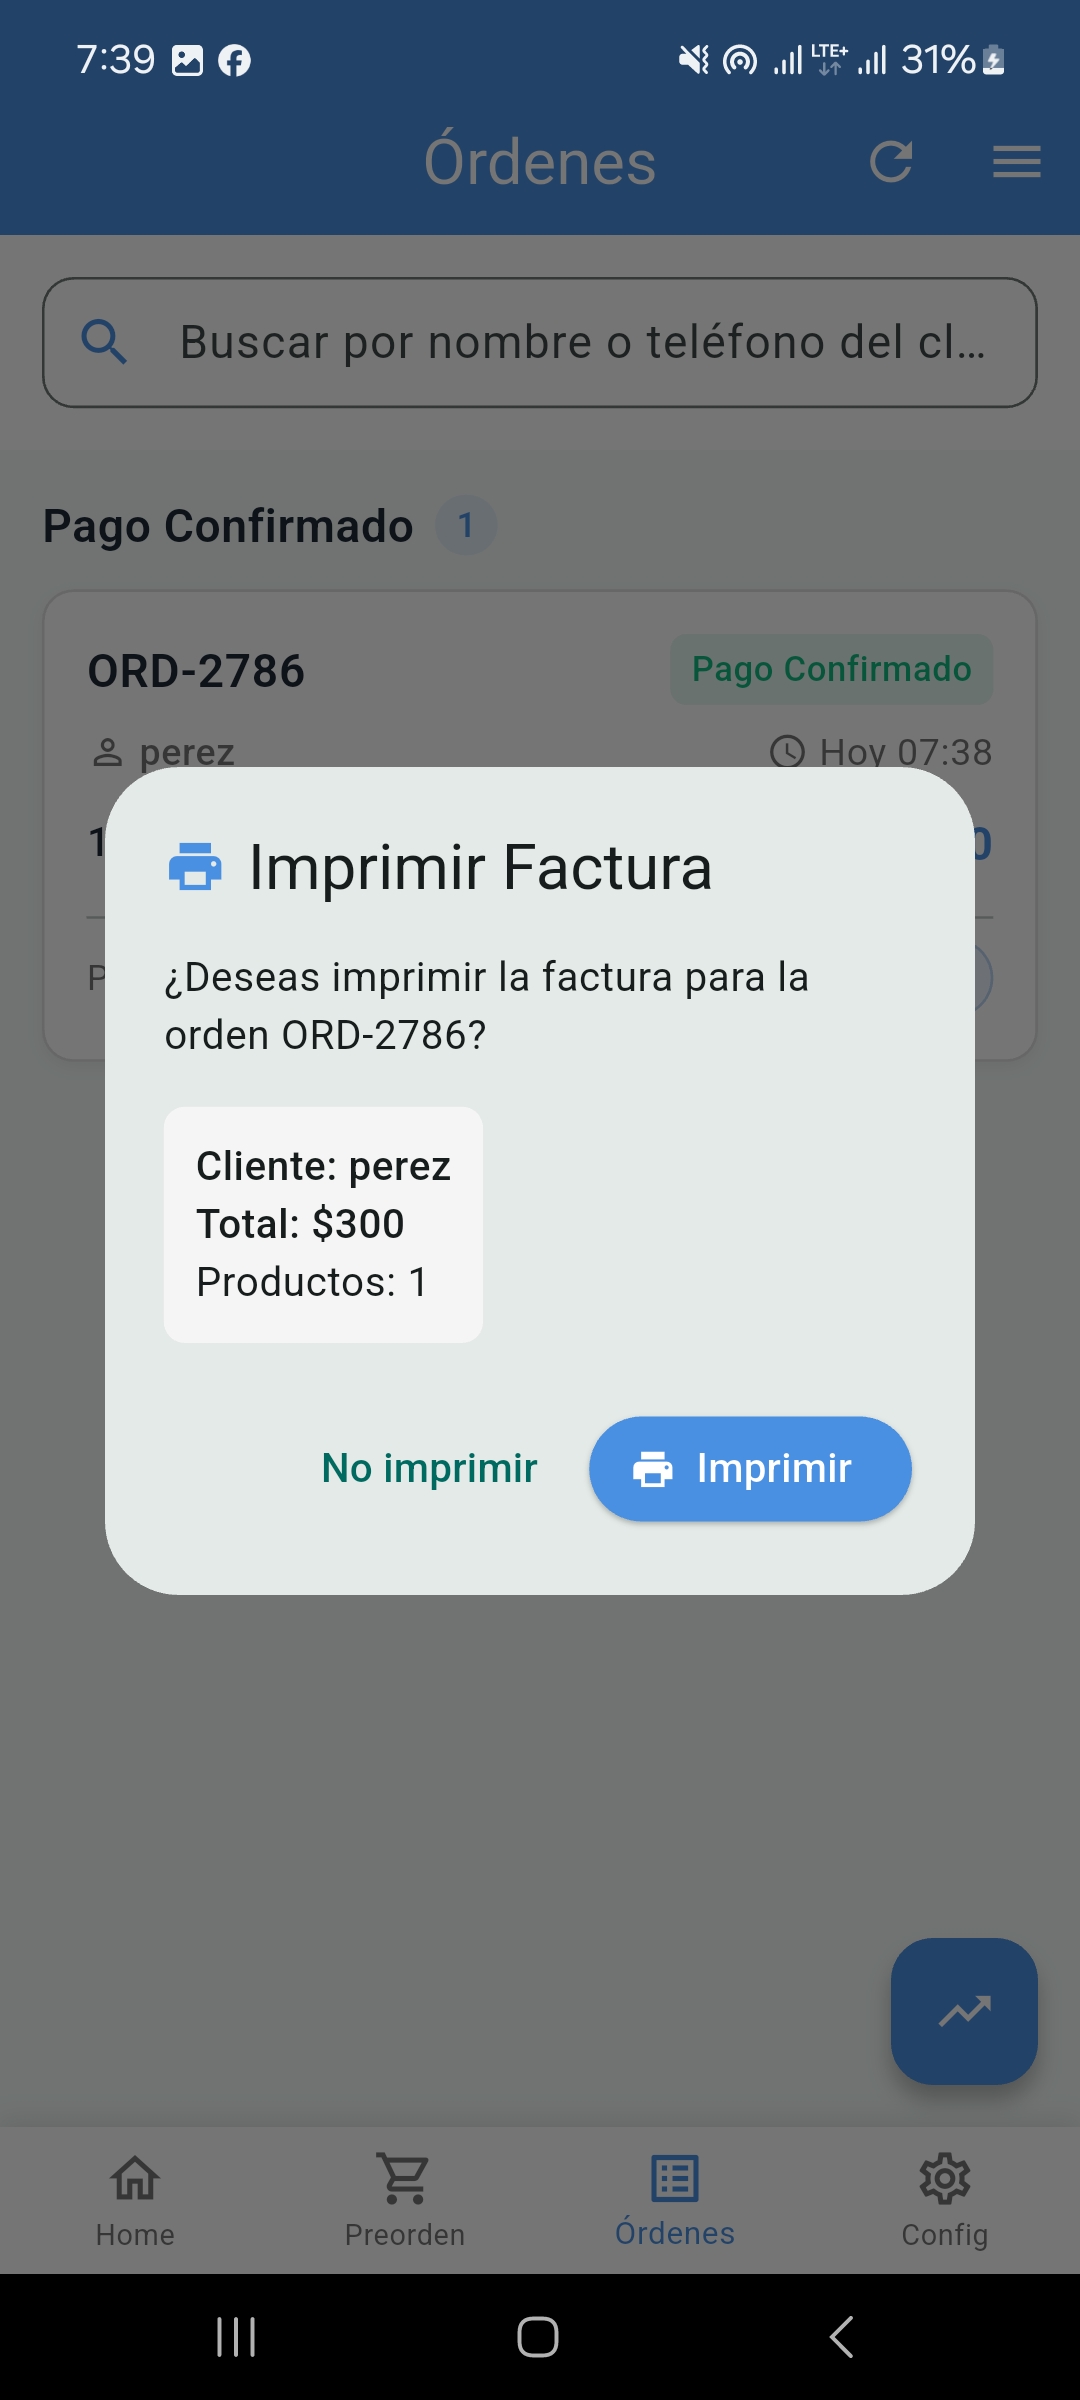 7:39
LTE+
31%
Órdenes
Buscar por nombre o teléfono del cl...
Pago Confirmado 1
ORD-2786
Pago Confirmado
perez
Hoy 07:38
1
0
P
Imprimir Factura
¿Deseas imprimir la factura para la
orden ORD-2786?
Cliente: perez
Total: $300
Productos: 1
No imprimir
Imprimir
Home
Preorden
Órdenes
Config